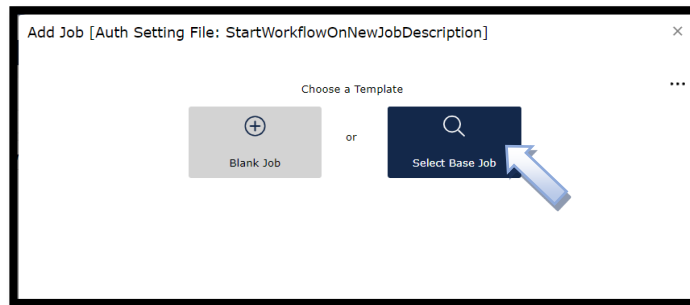 Add Job [Auth Setting File: StartWorkflowOnNewJobDescription]
Choose a Template
Blank Job
or
Select Base Job